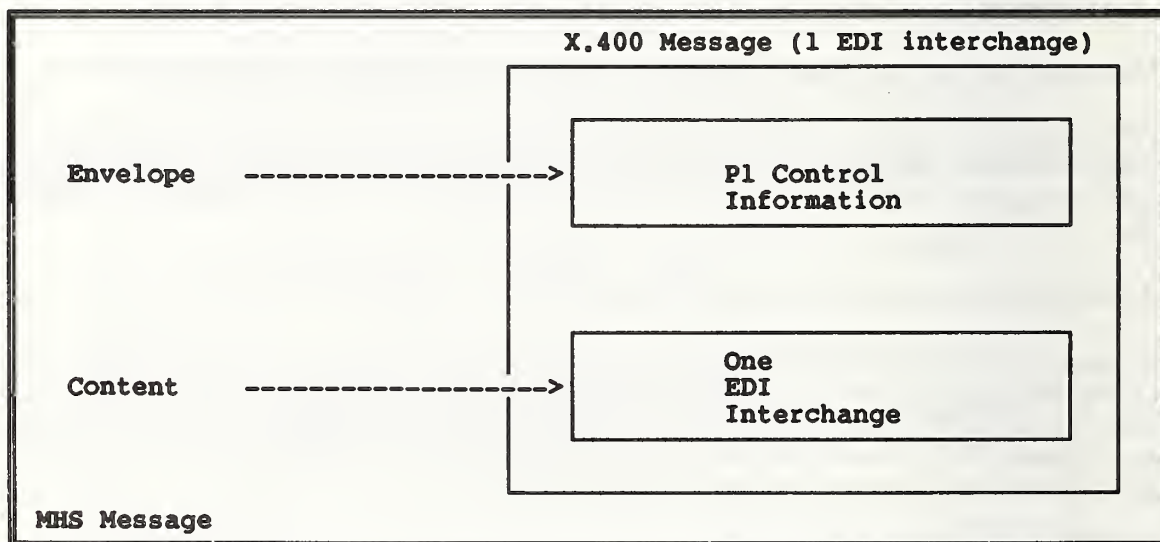 X.400 Message (1 EDI interchange)
Envelope
P1 Control
Information
Content
One
EDI
Interchange
MHS Message